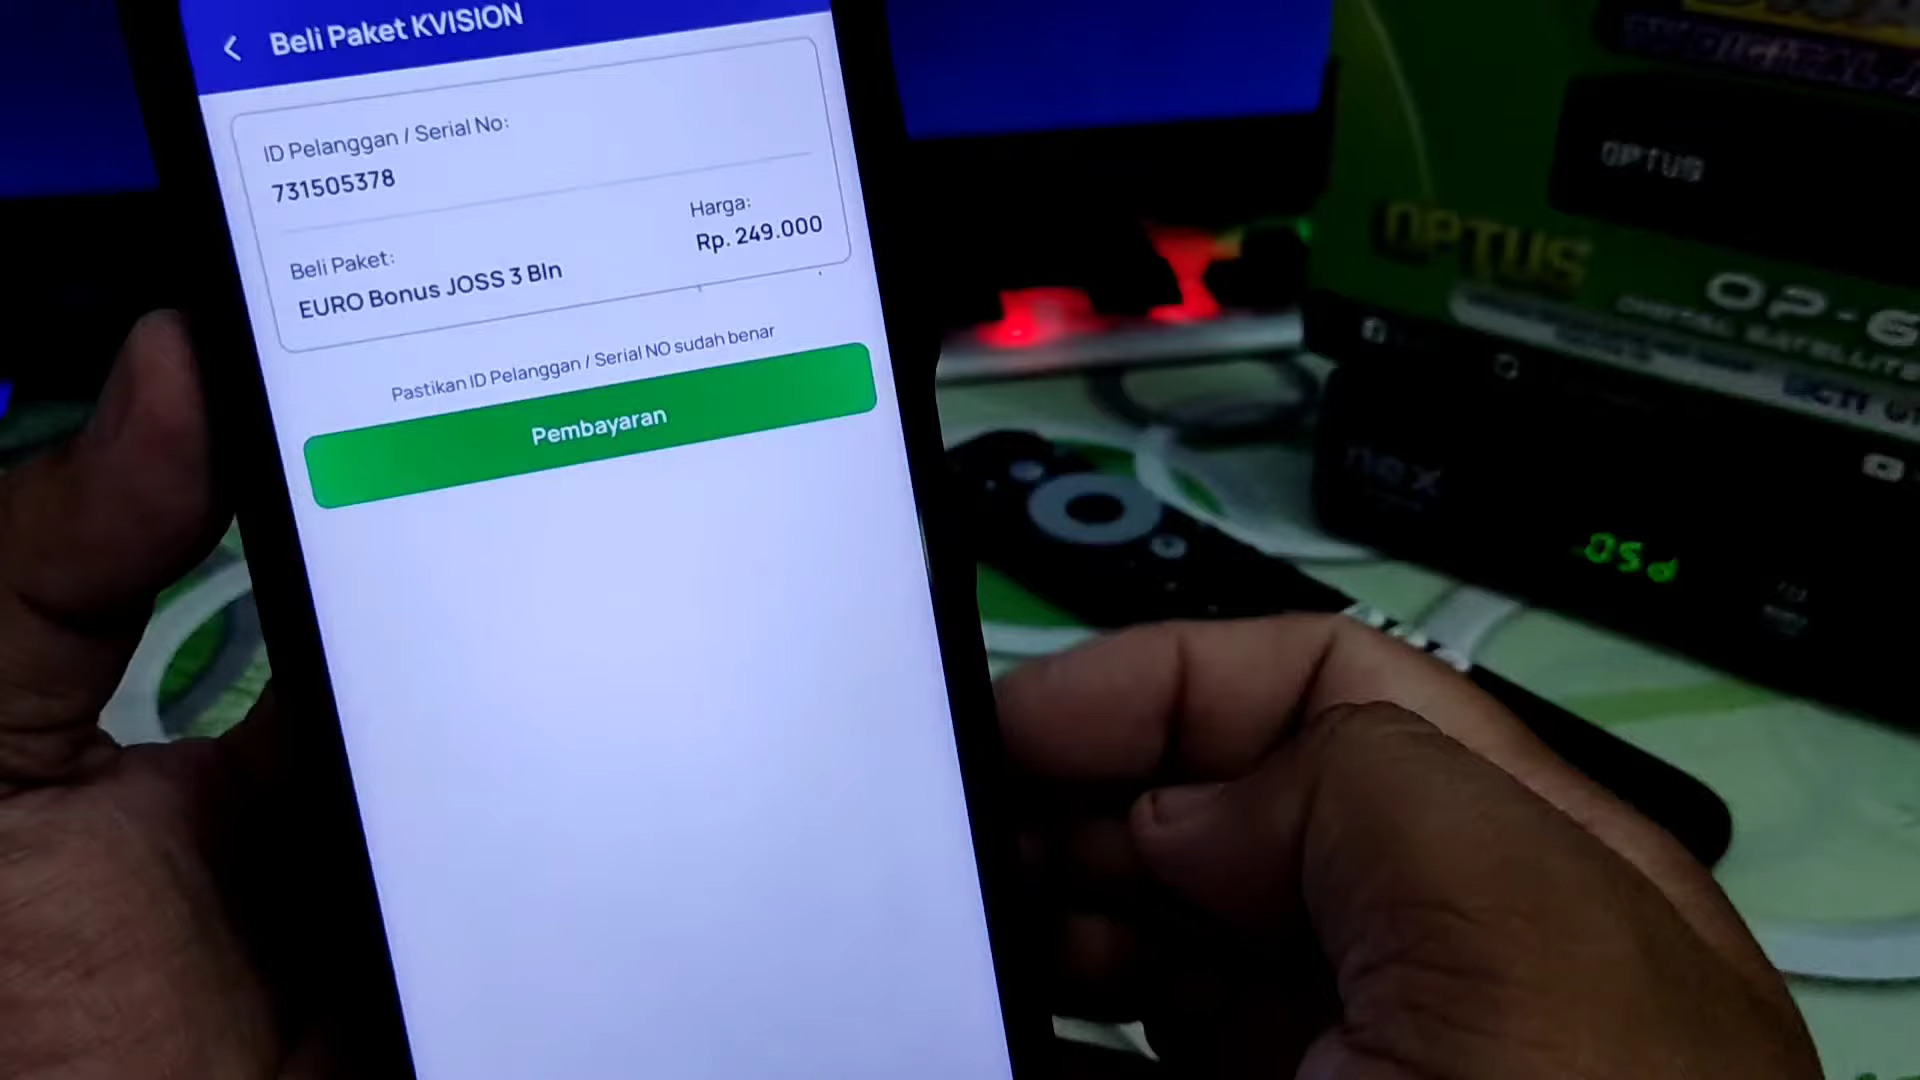 Beli Paket KVISION
ID Pelanggan / Serial No:
731505378
Beli Paket:
EURO Bonus JOSS 3 Bln
Harga:
Rp. 249.000
Pastikan ID Pelanggan / Serial NO sudah benar
Pembayaran
OPTUS
OPTUS
OP-6
DIGITAL SATELLITE
nex